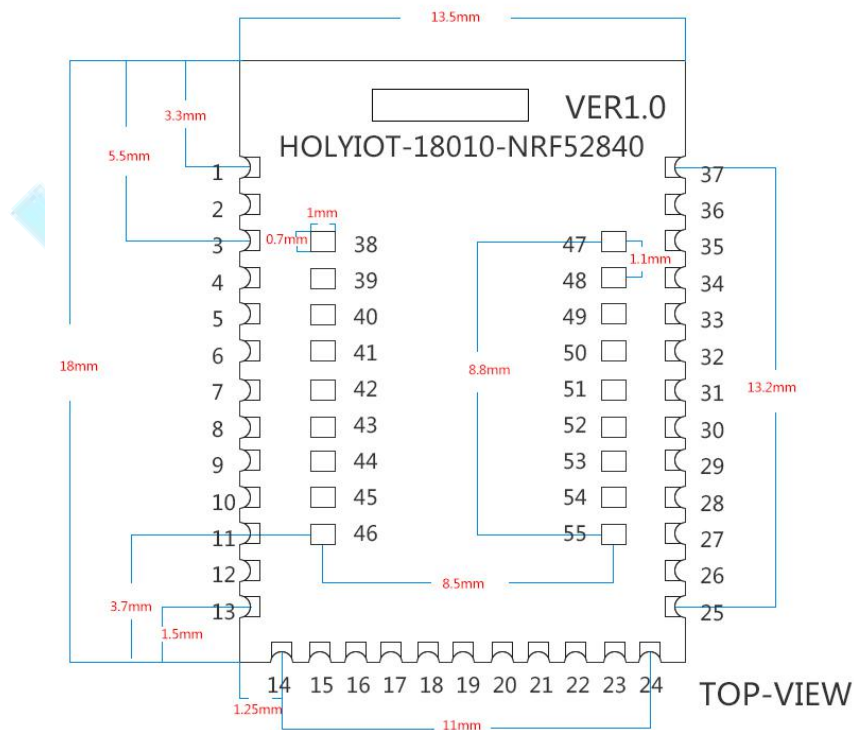 13.5mm
3.3mm
VER1.0
5.5mm
HOLYIOT-18010-NRF52840
1 37
2 36
1mm
3 0.7mm 38 47 35
1.1mm
4 39 48 34
5 40 49 33
6 41 50 32
18mm 8.8mm
7 42 51 31 13.2mm
8 43 52 30
9 44 53 29
10 45 54 28
11 46 55 27
12 26
8.5mm
3.7mm 13 25
1.5mm
14 15 16 17 18 19 20 21 22 23 24 TOP-VIEW
1.25mm
11mm